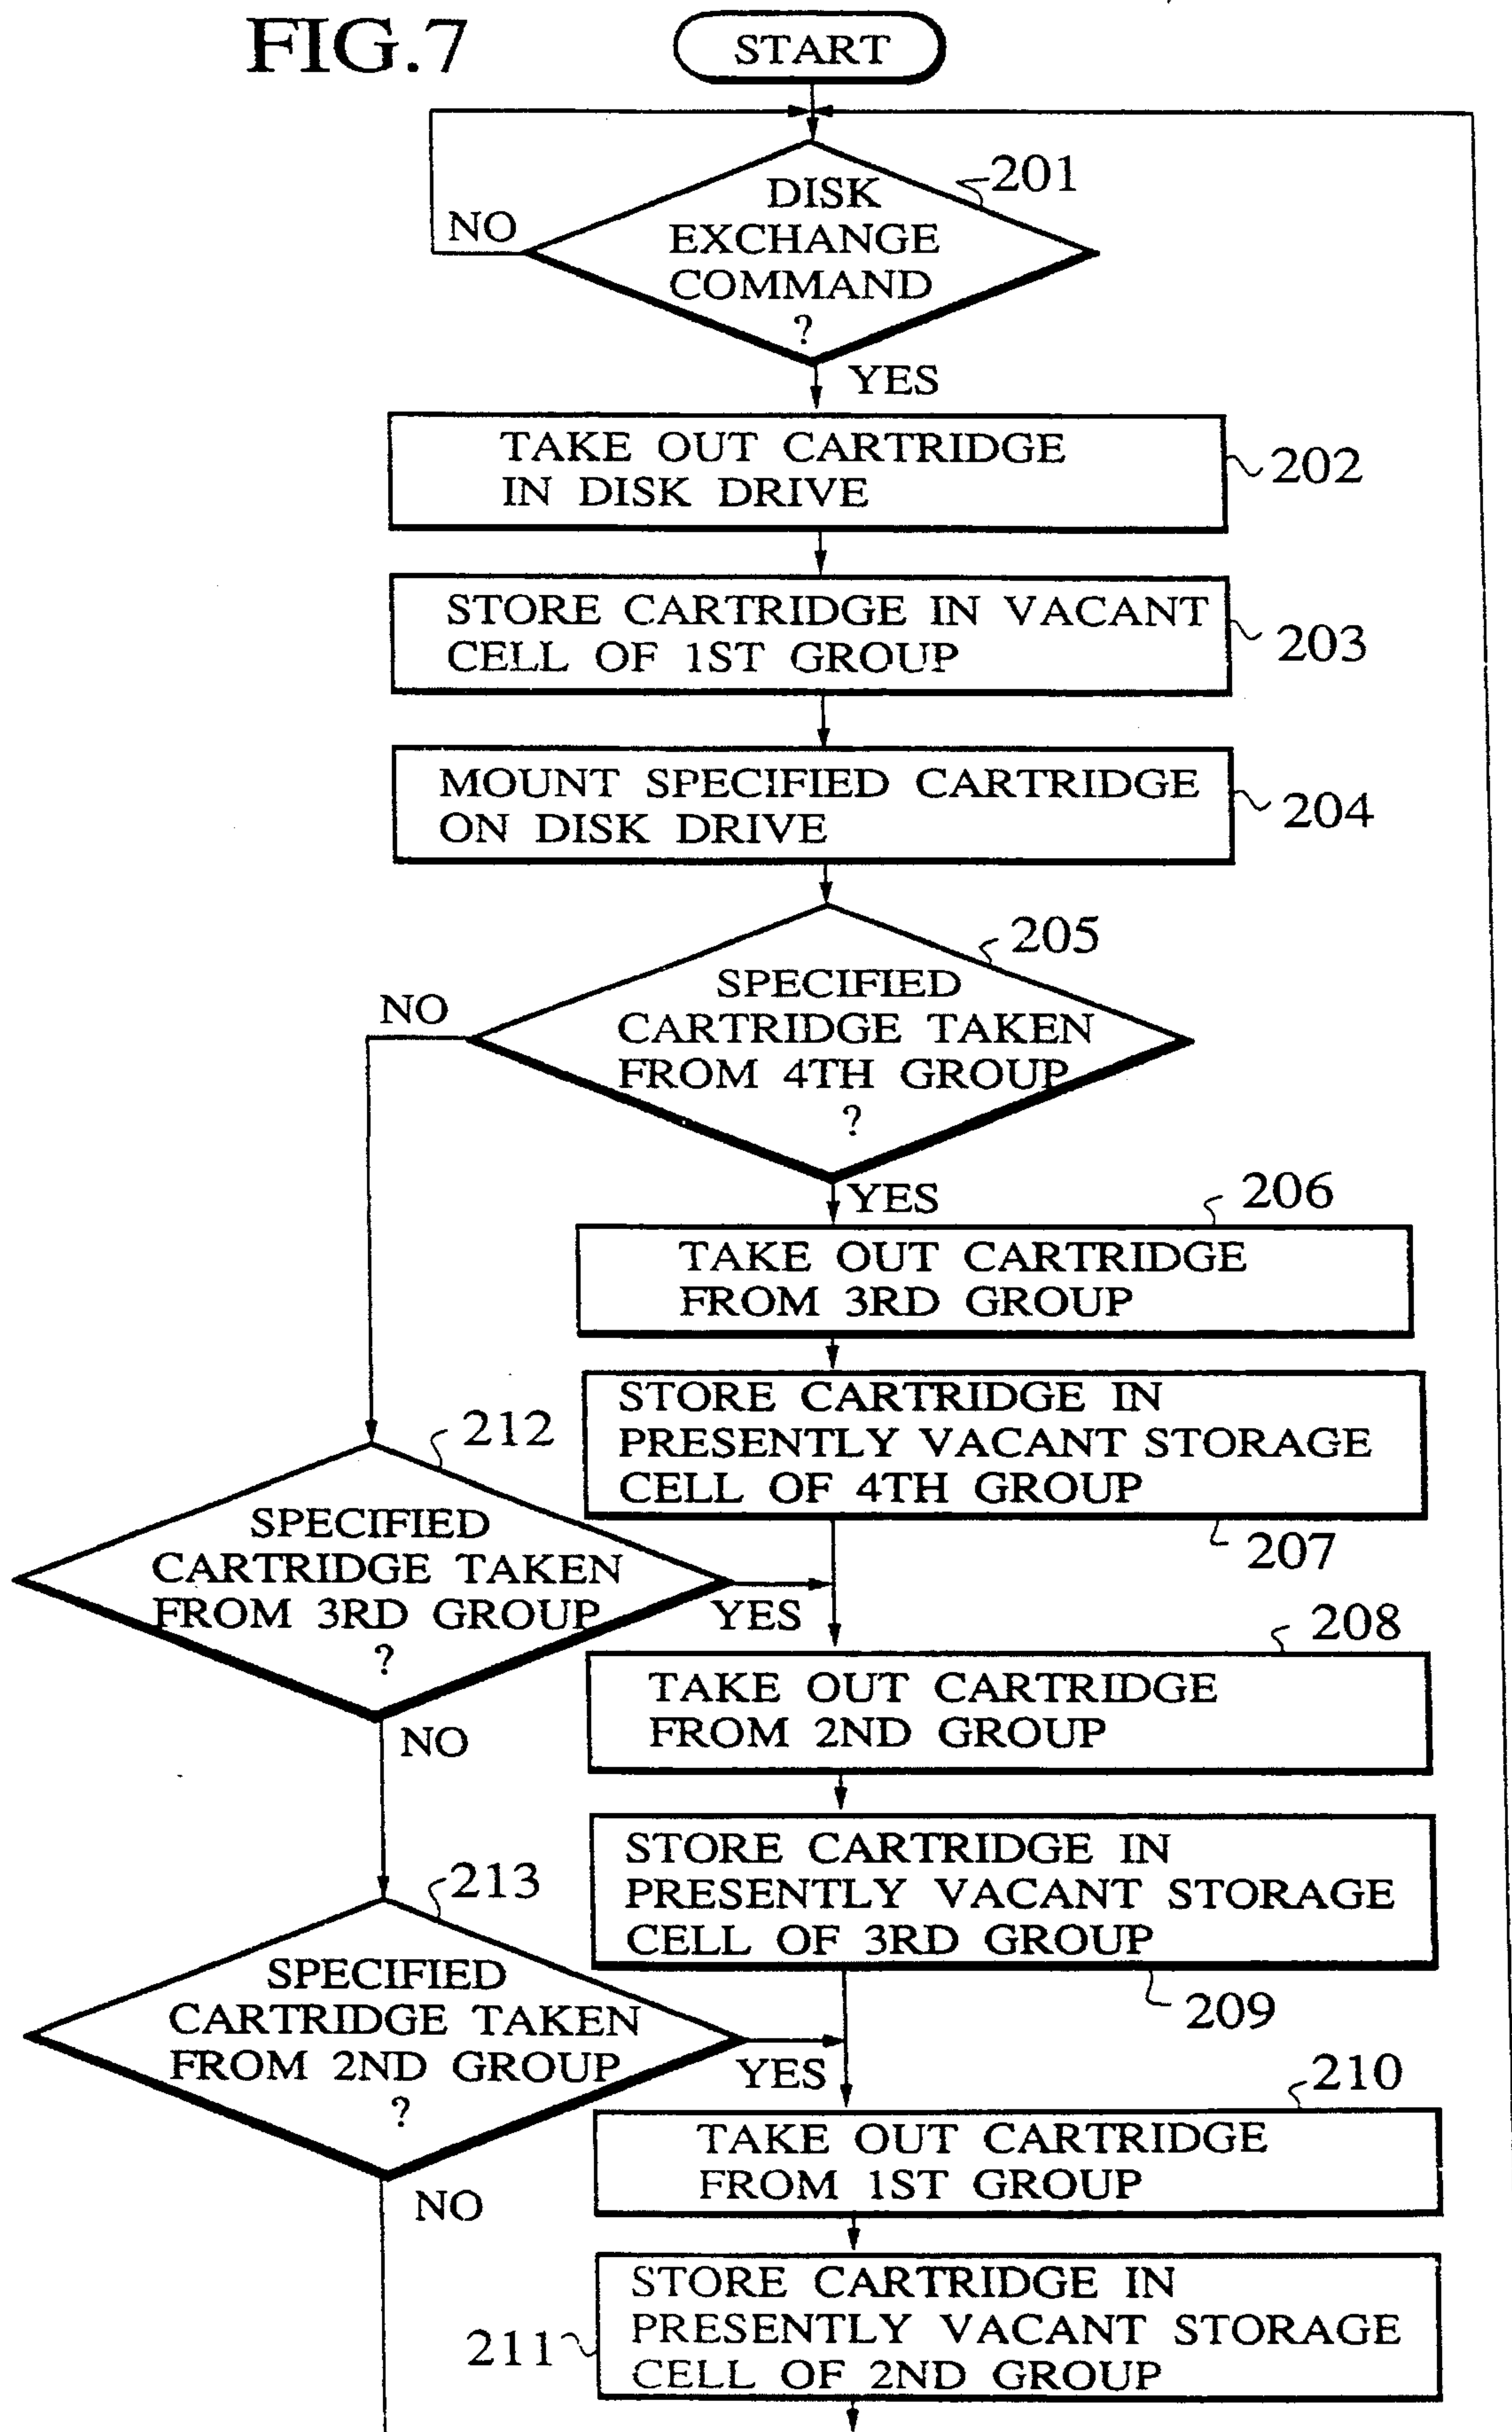 FIG.7
START
DISK
EXCHANGE
COMMAND
?
201
NO
YES
TAKE OUT CARTRIDGE
IN DISK DRIVE
202
STORE CARTRIDGE IN VACANT
CELL OF 1ST GROUP
203
MOUNT SPECIFIED CARTRIDGE
ON DISK DRIVE
204
205
SPECIFIED
CARTRIDGE TAKEN
FROM 4TH GROUP
?
NO
YES
206
TAKE OUT CARTRIDGE
FROM 3RD GROUP
STORE CARTRIDGE IN
PRESENTLY VACANT STORAGE
CELL OF 4TH GROUP
207
212
SPECIFIED
CARTRIDGE TAKEN
FROM 3RD GROUP
?
YES
NO
208
TAKE OUT CARTRIDGE
FROM 2ND GROUP
STORE CARTRIDGE IN
PRESENTLY VACANT STORAGE
CELL OF 3RD GROUP
209
213
SPECIFIED
CARTRIDGE TAKEN
FROM 2ND GROUP
?
YES
NO
210
TAKE OUT CARTRIDGE
FROM 1ST GROUP
STORE CARTRIDGE IN
PRESENTLY VACANT STORAGE
CELL OF 2ND GROUP
211